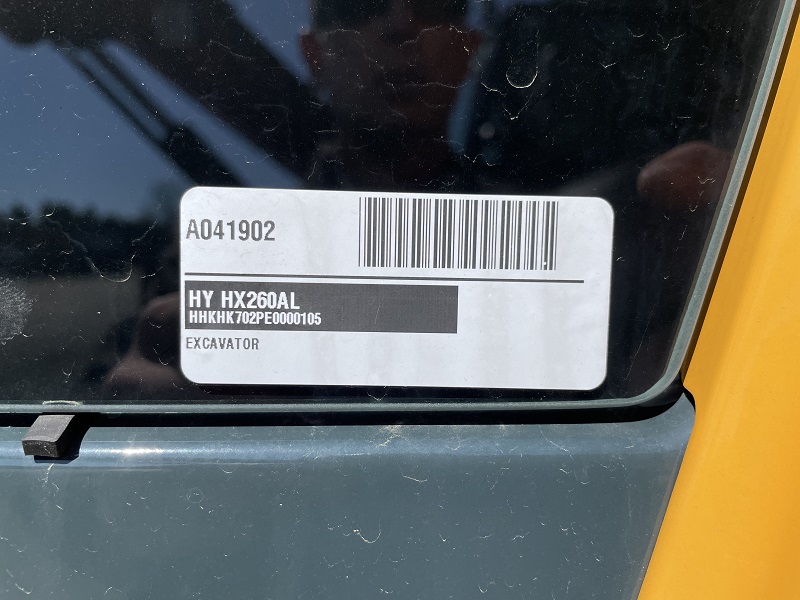 A041902
HY HX260AL
HHKHK702PE0000105
EXCAVATOR